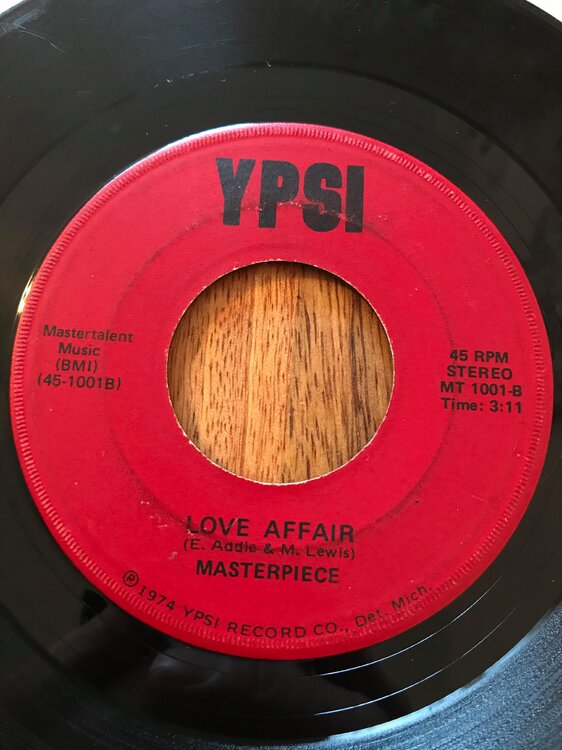 YPSI
Mastertalent
Music
(BMI)
(45-1001B)
45 RPM
STEREO
MT 1001-B
Time: 3:11
LOVE AFFAIR
(E. Addie & M. Lewis)
MASTERPIECE
℗ 1974 YPSI RECORD CO., Det. Mich.